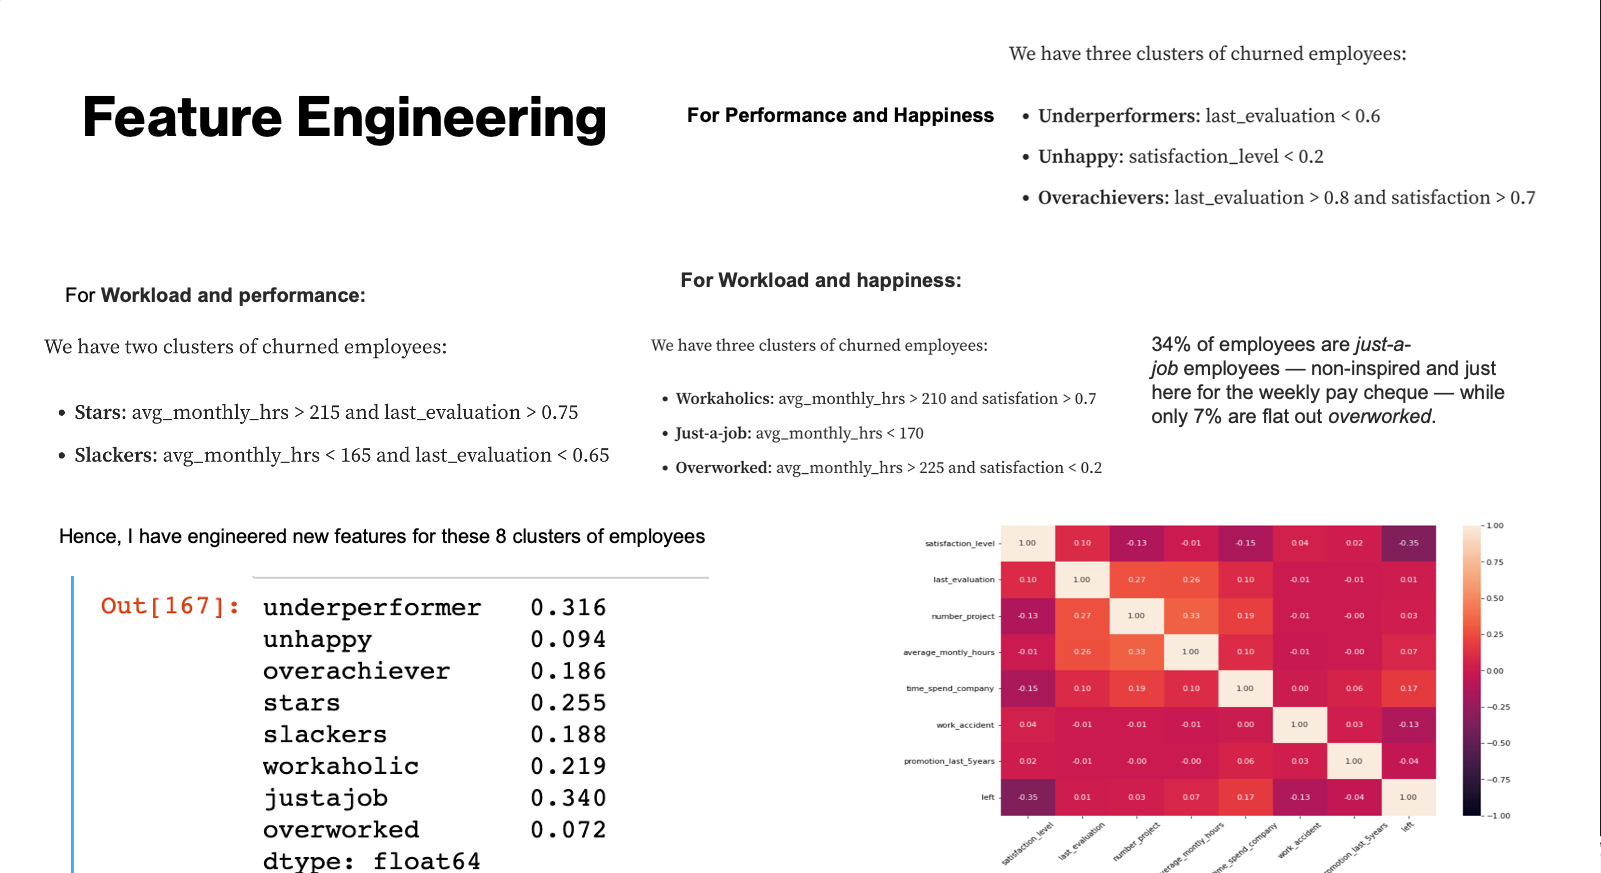 Feature Engineering
For Performance and Happiness
We have three clusters of churned employees:
• Underperformers: last_evaluation < 0.6
• Unhappy: satisfaction_level < 0.2
• Overachievers: last_evaluation > 0.8 and satisfaction > 0.7
For Workload and performance:
We have two clusters of churned employees:
• Stars: avg_monthly_hrs > 215 and last_evaluation > 0.75
• Slackers: avg_monthly_hrs < 165 and last_evaluation < 0.65
For Workload and happiness:
We have three clusters of churned employees:
• Workaholics: avg_monthly_hrs > 210 and satisfation > 0.7
• Just-a-job: avg_monthly_hrs < 170
• Overworked: avg_monthly_hrs > 225 and satisfaction < 0.2
34% of employees are just-a-
job employees — non-inspired and just
here for the weekly pay cheque — while
only 7% are flat out overworked.
Hence, I have engineered new features for these 8 clusters of employees
Out[167]:
underperformer 0.316
unhappy 0.094
overachiever 0.186
stars 0.255
slackers 0.188
workaholic 0.219
justajob 0.340
overworked 0.072
dtype: float64
satisfaction_level 1.00 0.10 -0.13 -0.01 -0.15 0.04 0.02 -0.35
last_evaluation 0.10 1.00 0.27 0.26 0.10 -0.01 -0.01 0.01
number_project -0.13 0.27 1.00 0.33 0.19 -0.01 -0.00 0.03
average_montly_hours -0.01 0.26 0.33 1.00 0.10 -0.01 -0.00 0.07
time_spend_company -0.15 0.10 0.19 0.10 1.00 0.00 0.06 0.17
work_accident 0.04 -0.01 -0.01 -0.01 0.00 1.00 0.03 -0.13
promotion_last_5years 0.02 -0.01 -0.00 -0.00 0.06 0.03 1.00 -0.04
left -0.35 0.01 0.03 0.07 0.17 -0.13 -0.04 1.00
satisfaction_level
last_evaluation
number_project
verage_montly_hours
ime_spend_company
work_accident
romotion_last_5years
left
1.00
0.75
0.50
0.25
0.00
−0.25
−0.50
−0.75
−1.00